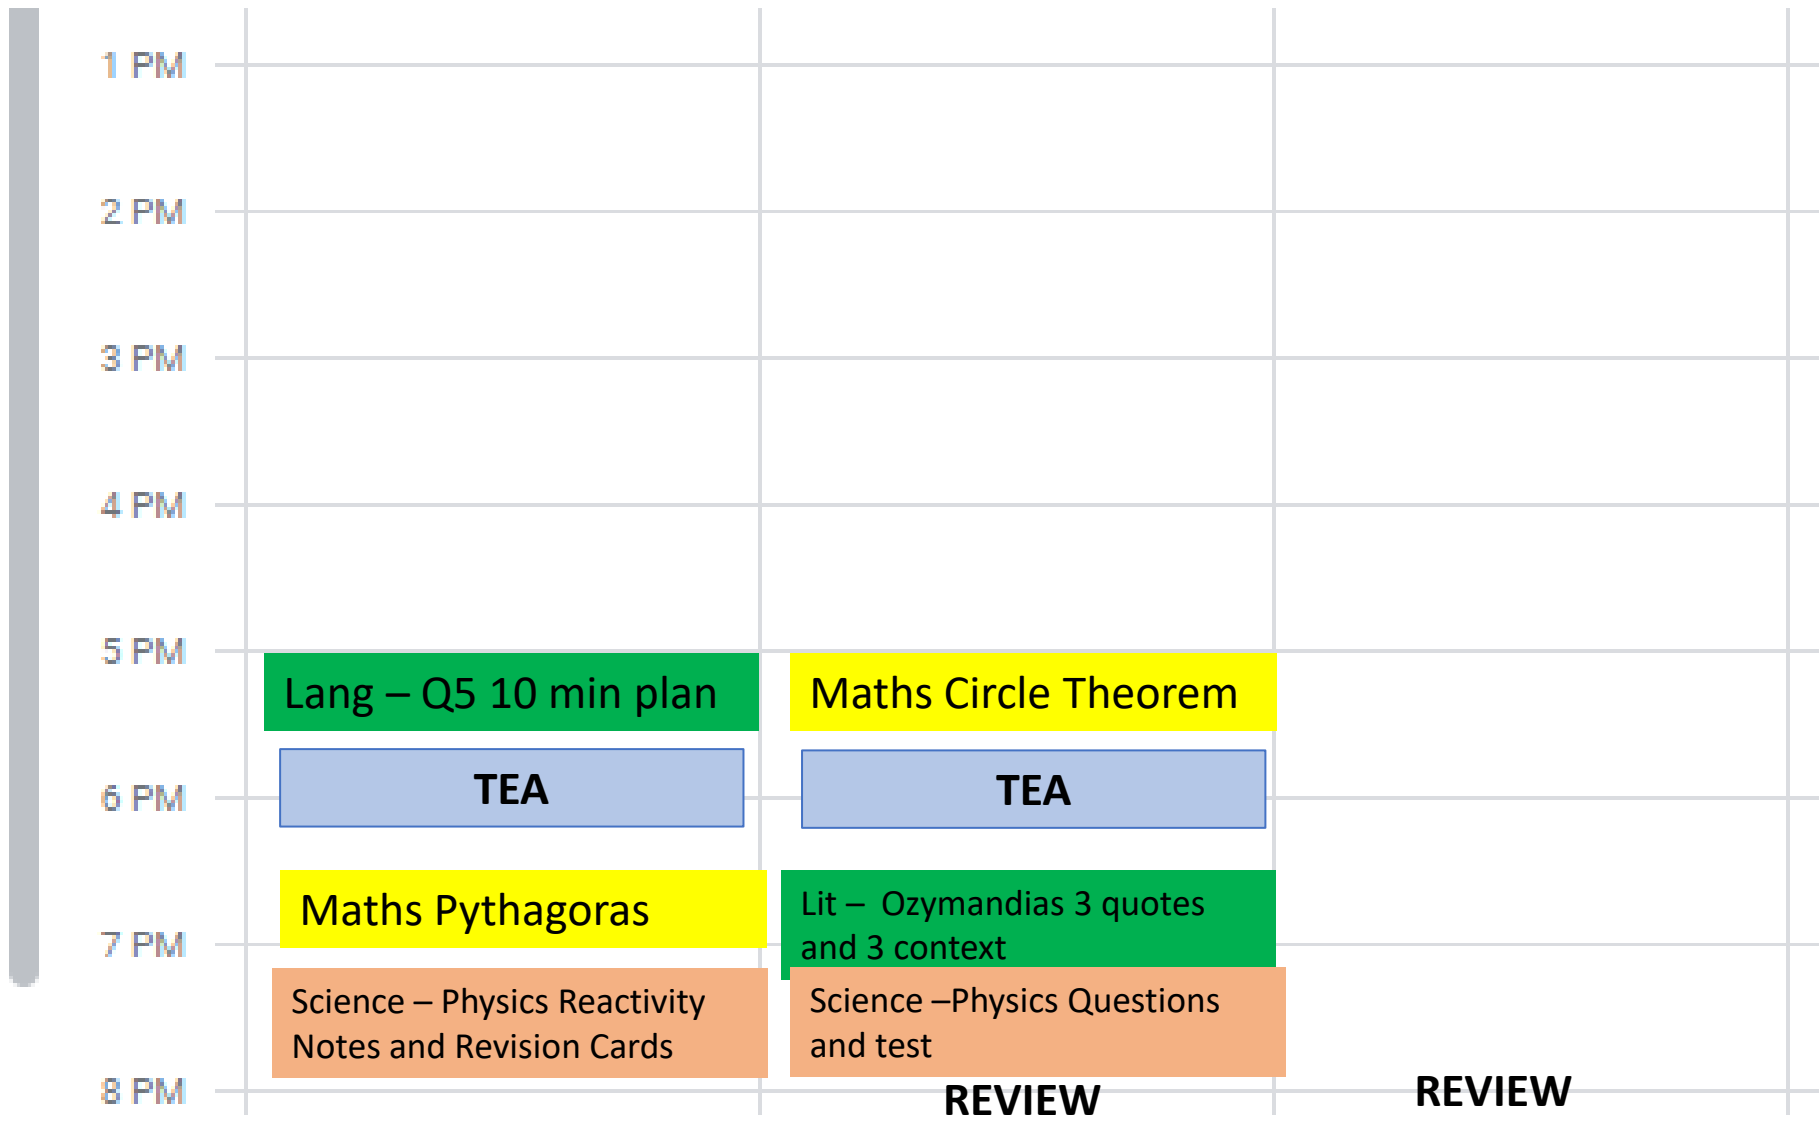 1 PM
2 PM
3 PM
4 PM
5 PM
Lang – Q5 10 min plan
Maths Circle Theorem
TEA
TEA
6 PM
Maths Pythagoras
Lit – Ozymandias 3 quotes
and 3 context
7 PM
Science – Physics Reactivity
Notes and Revision Cards
Science –Physics Questions
and test
8 PM
REVIEW
REVIEW